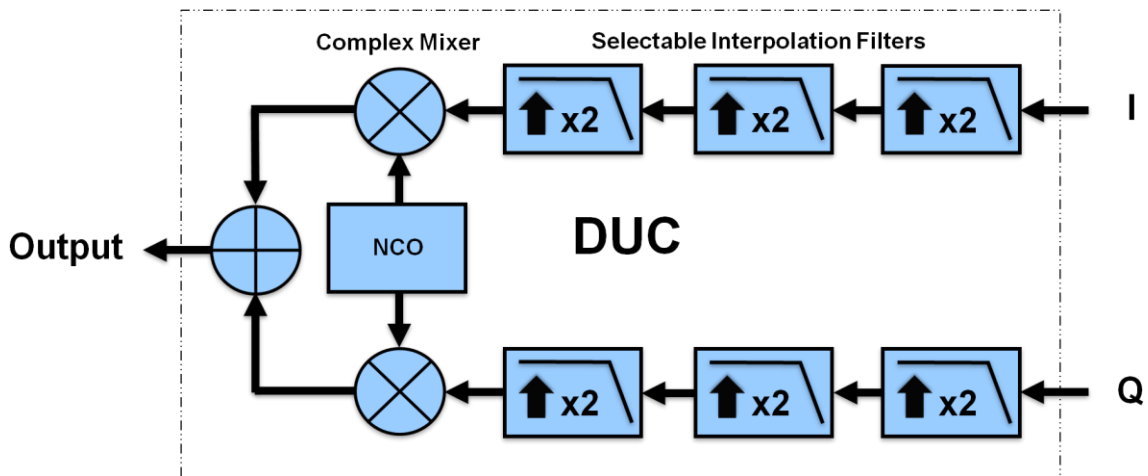 Complex Mixer
Selectable Interpolation Filters
x2
x2
x2
I
NCO
DUC
Output
x2
x2
x2
Q